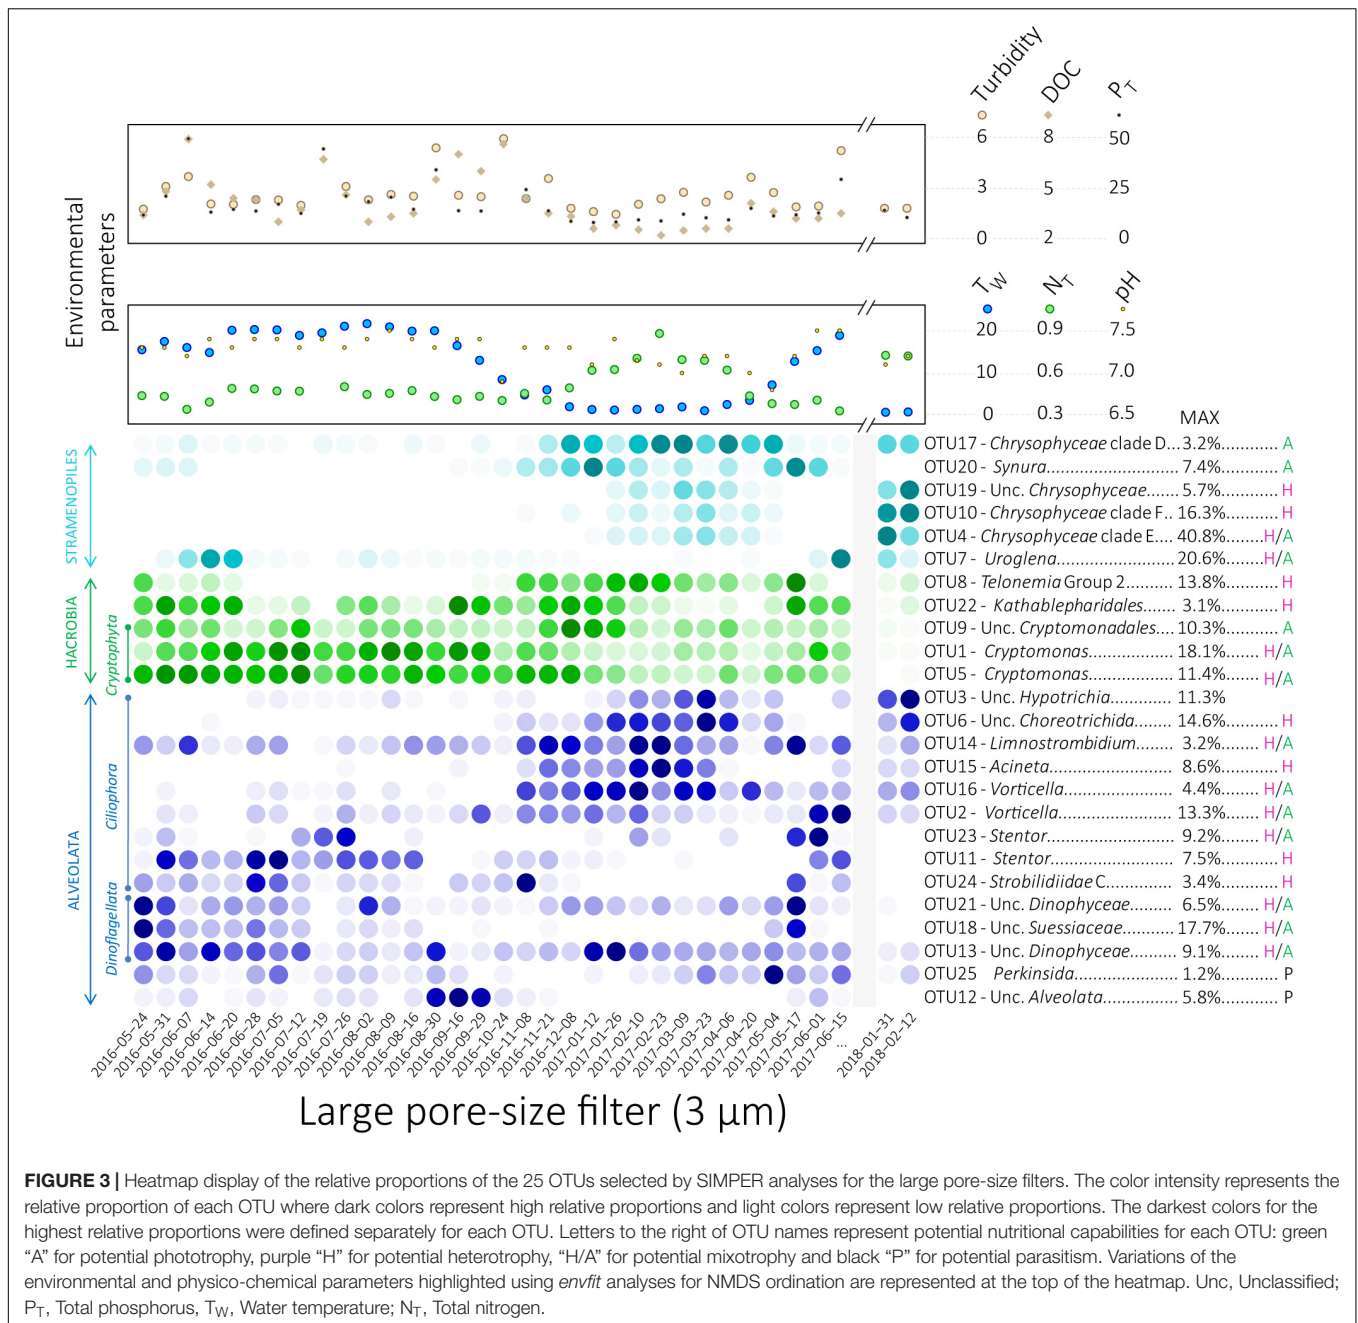 Turbidity DOC PT
6 8 50
3 5 25
0 2 0
Environmental
parameters
TW NT pH
20 0.9 7.5
10 0.6 7.0
0 0.3 6.5
MAX
STRAMENOPILES
OTU17 - Chrysophyceae clade D...3.2%............ A
OTU20 - Synura........................ 7.4%............ A
OTU19 - Unc. Chrysophyceae....... 5.7%............ H
OTU10 - Chrysophyceae clade F.. 16.3%........... H
OTU4 - Chrysophyceae clade E.... 40.8%.......H/A
OTU7 - Uroglena....................... 20.6%....... H/A
HACROBIA
Cryptophyta
OTU8 - Telonemia Group 2........ 13.8%........... H
OTU22 - Kathablepharidales....... 3.1%............ H
OTU9 - Unc. Cryptomonadales.... 10.3%........... A
OTU1 - Cryptomonas................. 18.1%....... H/A
OTU5 - Cryptomonas................. 11.4%....... H/A
ALVEOLATA
Ciliophora
Dinoflagellata
OTU3 - Unc. Hypotrichia........... 11.3%
OTU6 - Unc. Choreotrichida....... 14.6%........... H
OTU14 - Limnostrombidium........ 3.2%........ H/A
OTU15 - Acineta....................... 8.6%............ H
OTU16 - Vorticella.................... 4.4%........ H/A
OTU2 - Vorticella..................... 13.3%....... H/A
OTU23 - Stentor....................... 9.2%........ H/A
OTU11 - Stentor....................... 7.5%............ H
OTU24 - Strobilidiidae C............ 3.4%............ H
OTU21 - Unc. Dinophyceae......... 6.5%........ H/A
OTU18 - Unc. Suessiaceae.......... 17.7%....... H/A
OTU13 - Unc. Dinophyceae......... 9.1%........ H/A
OTU25 Perkinsida.................... 1.2%............ P
OTU12 - Unc. Alveolata.............. 5.8%............ P
2016-05-24
2016-05-31
2016-06-07
2016-06-14
2016-06-20
2016-06-28
2016-07-05
2016-07-12
2016-07-19
2016-07-26
2016-08-02
2016-08-09
2016-08-16
2016-08-30
2016-09-16
2016-09-29
2016-10-24
2016-11-08
2016-11-21
2016-12-08
2017-01-12
2017-01-26
2017-02-10
2017-02-23
2017-03-09
2017-03-23
2017-04-06
2017-04-20
2017-05-04
2017-05-17
2017-06-01
2017-06-15
...
2018-01-31
2018-02-12
Large pore-size filter (3 µm)
FIGURE 3 | Heatmap display of the relative proportions of the 25 OTUs selected by SIMPER analyses for the large pore-size filters. The color intensity represents the
relative proportion of each OTU where dark colors represent high relative proportions and light colors represent low relative proportions. The darkest colors for the
highest relative proportions were defined separately for each OTU. Letters to the right of OTU names represent potential nutritional capabilities for each OTU: green
“A” for potential phototrophy, purple “H” for potential heterotrophy, “H/A” for potential mixotrophy and black “P” for potential parasitism. Variations of the
environmental and physico-chemical parameters highlighted using envfit analyses for NMDS ordination are represented at the top of the heatmap. Unc, Unclassified;
PT, Total phosphorus, TW, Water temperature; NT, Total nitrogen.